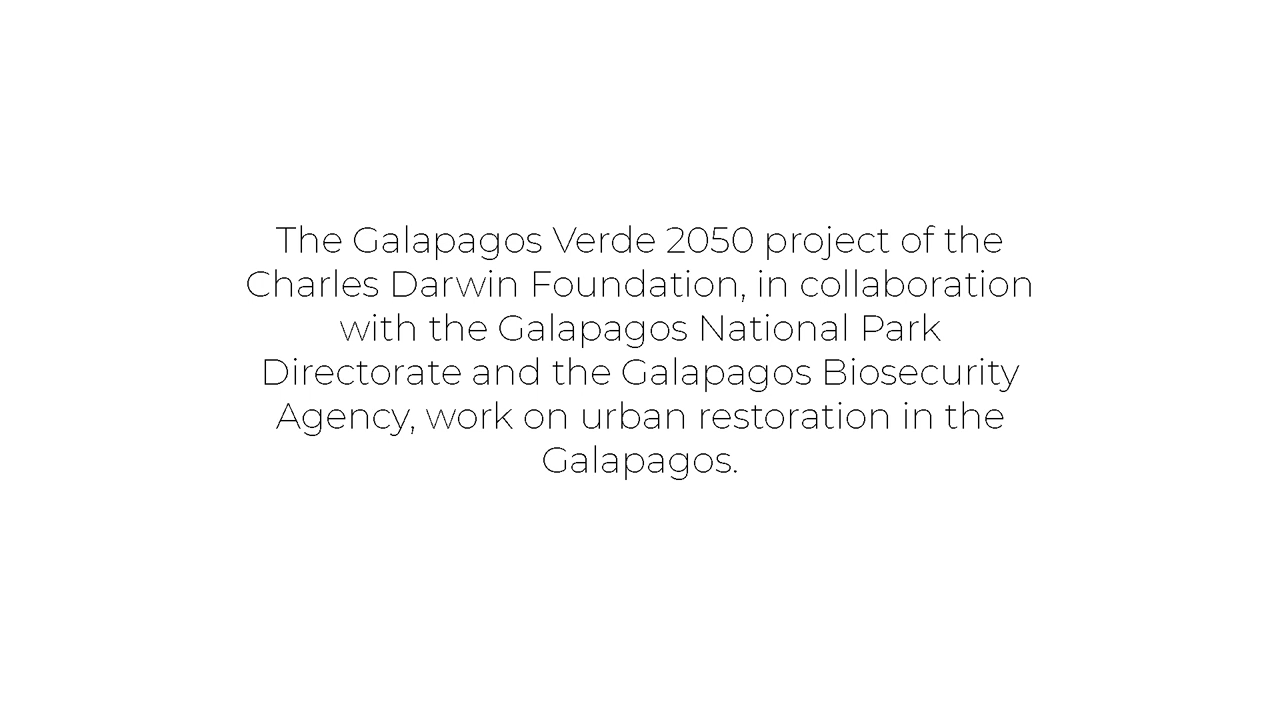 The Galapagos Verde 2050 project of the
Charles Darwin Foundation, in collaboration
with the Galapagos National Park
Directorate and the Galapagos Biosecurity
Agency, work on urban restoration in the
Galapagos.